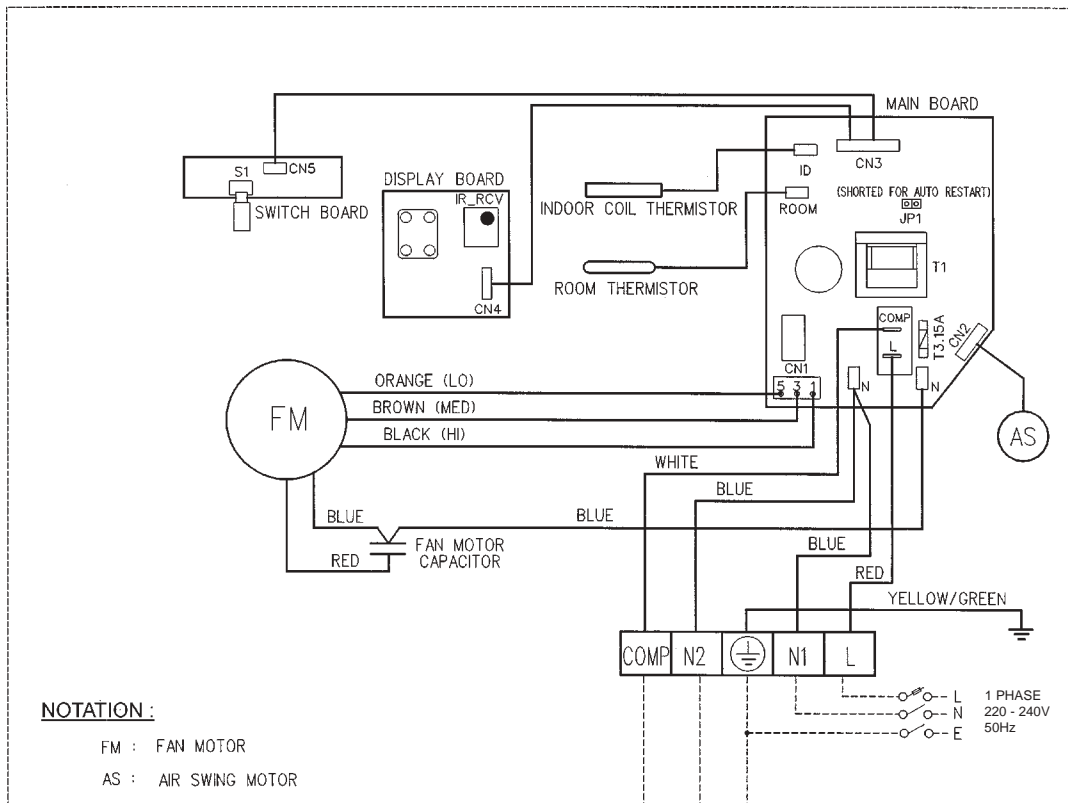 MAIN BOARD
CN5
S1
SWITCH BOARD
DISPLAY BOARD
IR_RCV
CN4
INDOOR COIL THERMISTOR
ROOM THERMISTOR
CN3
ID
ROOM
(SHORTED FOR AUTO RESTART)
JP1
T1
COMP
L
T3.15A
CN2
CN1
5 3 1
N
N
AS
FM
ORANGE (LO)
BROWN (MED)
BLACK (HI)
WHITE
BLUE
BLUE
BLUE
BLUE
RED
FAN MOTOR
CAPACITOR
RED
YELLOW/GREEN
COMP N2 N1 L
L
N
E
1 PHASE
220 - 240V
50Hz
NOTATION :
FM : FAN MOTOR
AS : AIR SWING MOTOR